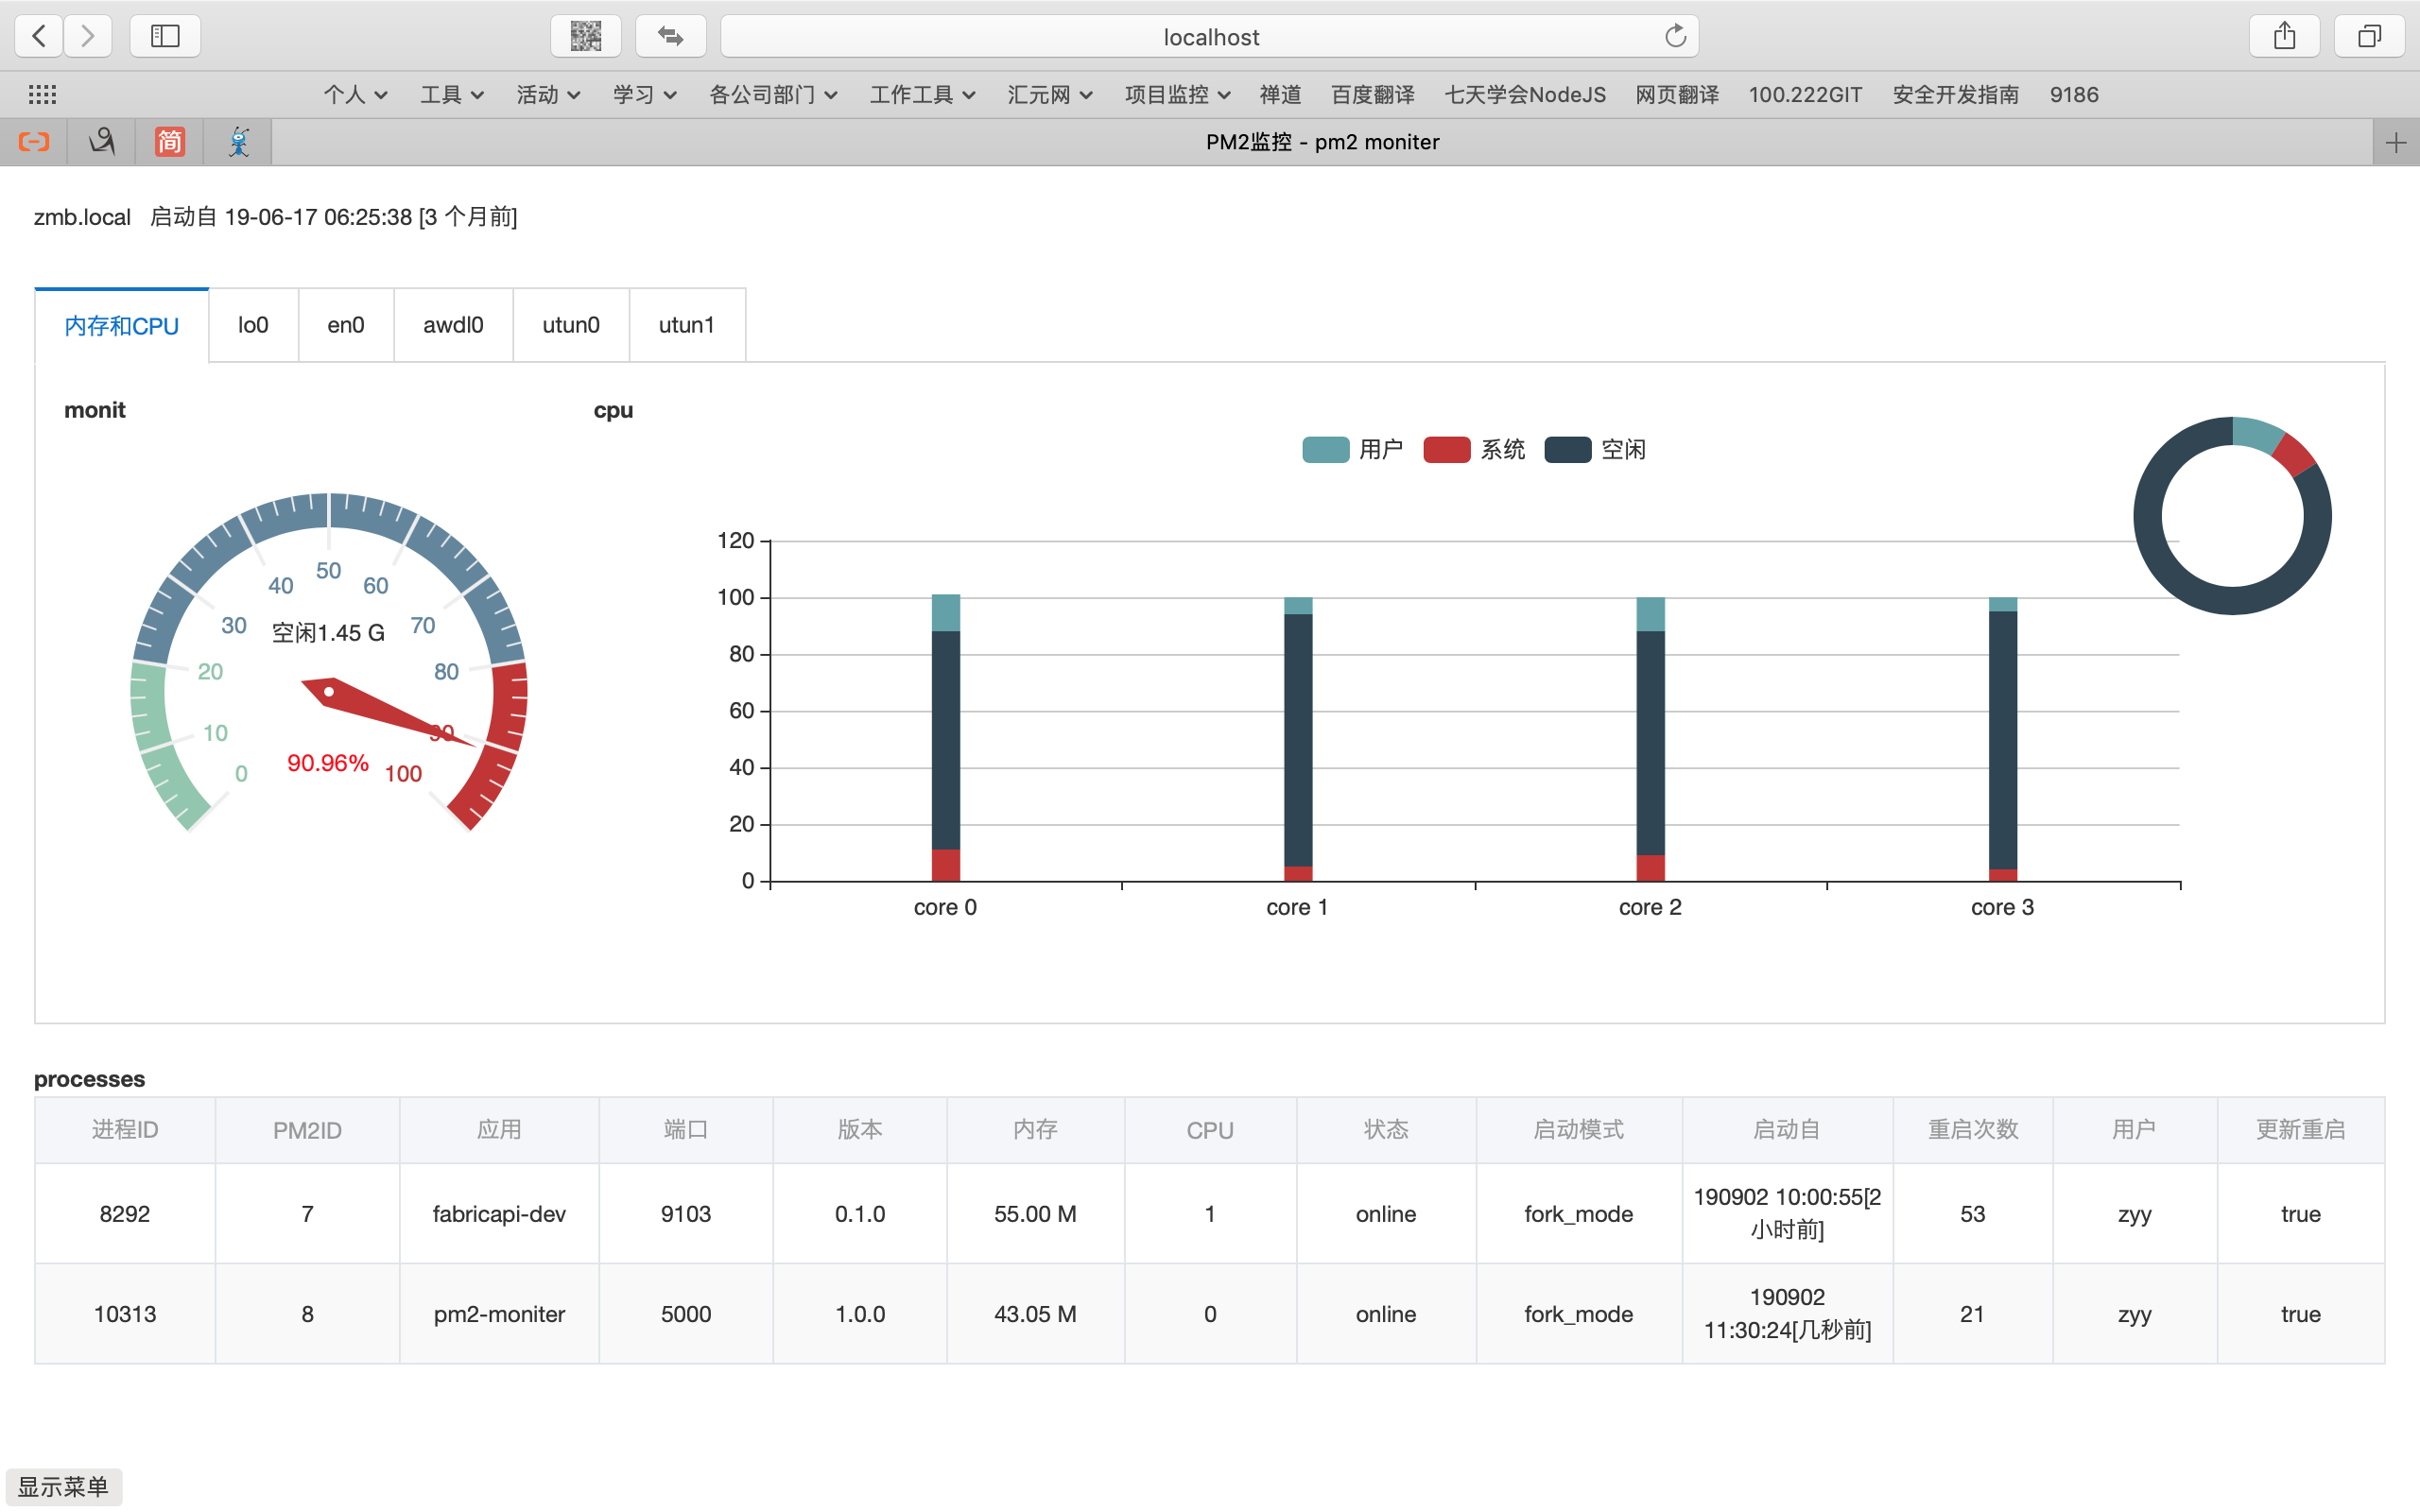 localhost
个人 工具 活动 学习 各公司部门 工作工具 汇元网 项目监控 禅道 百度翻译 七天学会NodeJS 网页翻译 100.222GIT 安全开发指南 9186
简 PM2监控 - pm2 moniter
zmb.local 启动自 19-06-17 06:25:38 [3 个月前]
内存和CPU lo0 en0 awdl0 utun0 utun1
monit
0
10
20
30
40
50
60
70
80
90
100
空闲1.45 G
90.96%
cpu
用户 系统 空闲
120
100
80
60
40
20
0
core 0 core 1 core 2 core 3
processes
进程ID PM2ID 应用 端口 版本 内存 CPU 状态 启动模式 启动自 重启次数 用户 更新重启
8292 7 fabricapi-dev 9103 0.1.0 55.00 M 1 online fork_mode 190902 10:00:55[2 小时前] 53 zyy true
10313 8 pm2-moniter 5000 1.0.0 43.05 M 0 online fork_mode 190902 11:30:24[几秒前] 21 zyy true
显示菜单